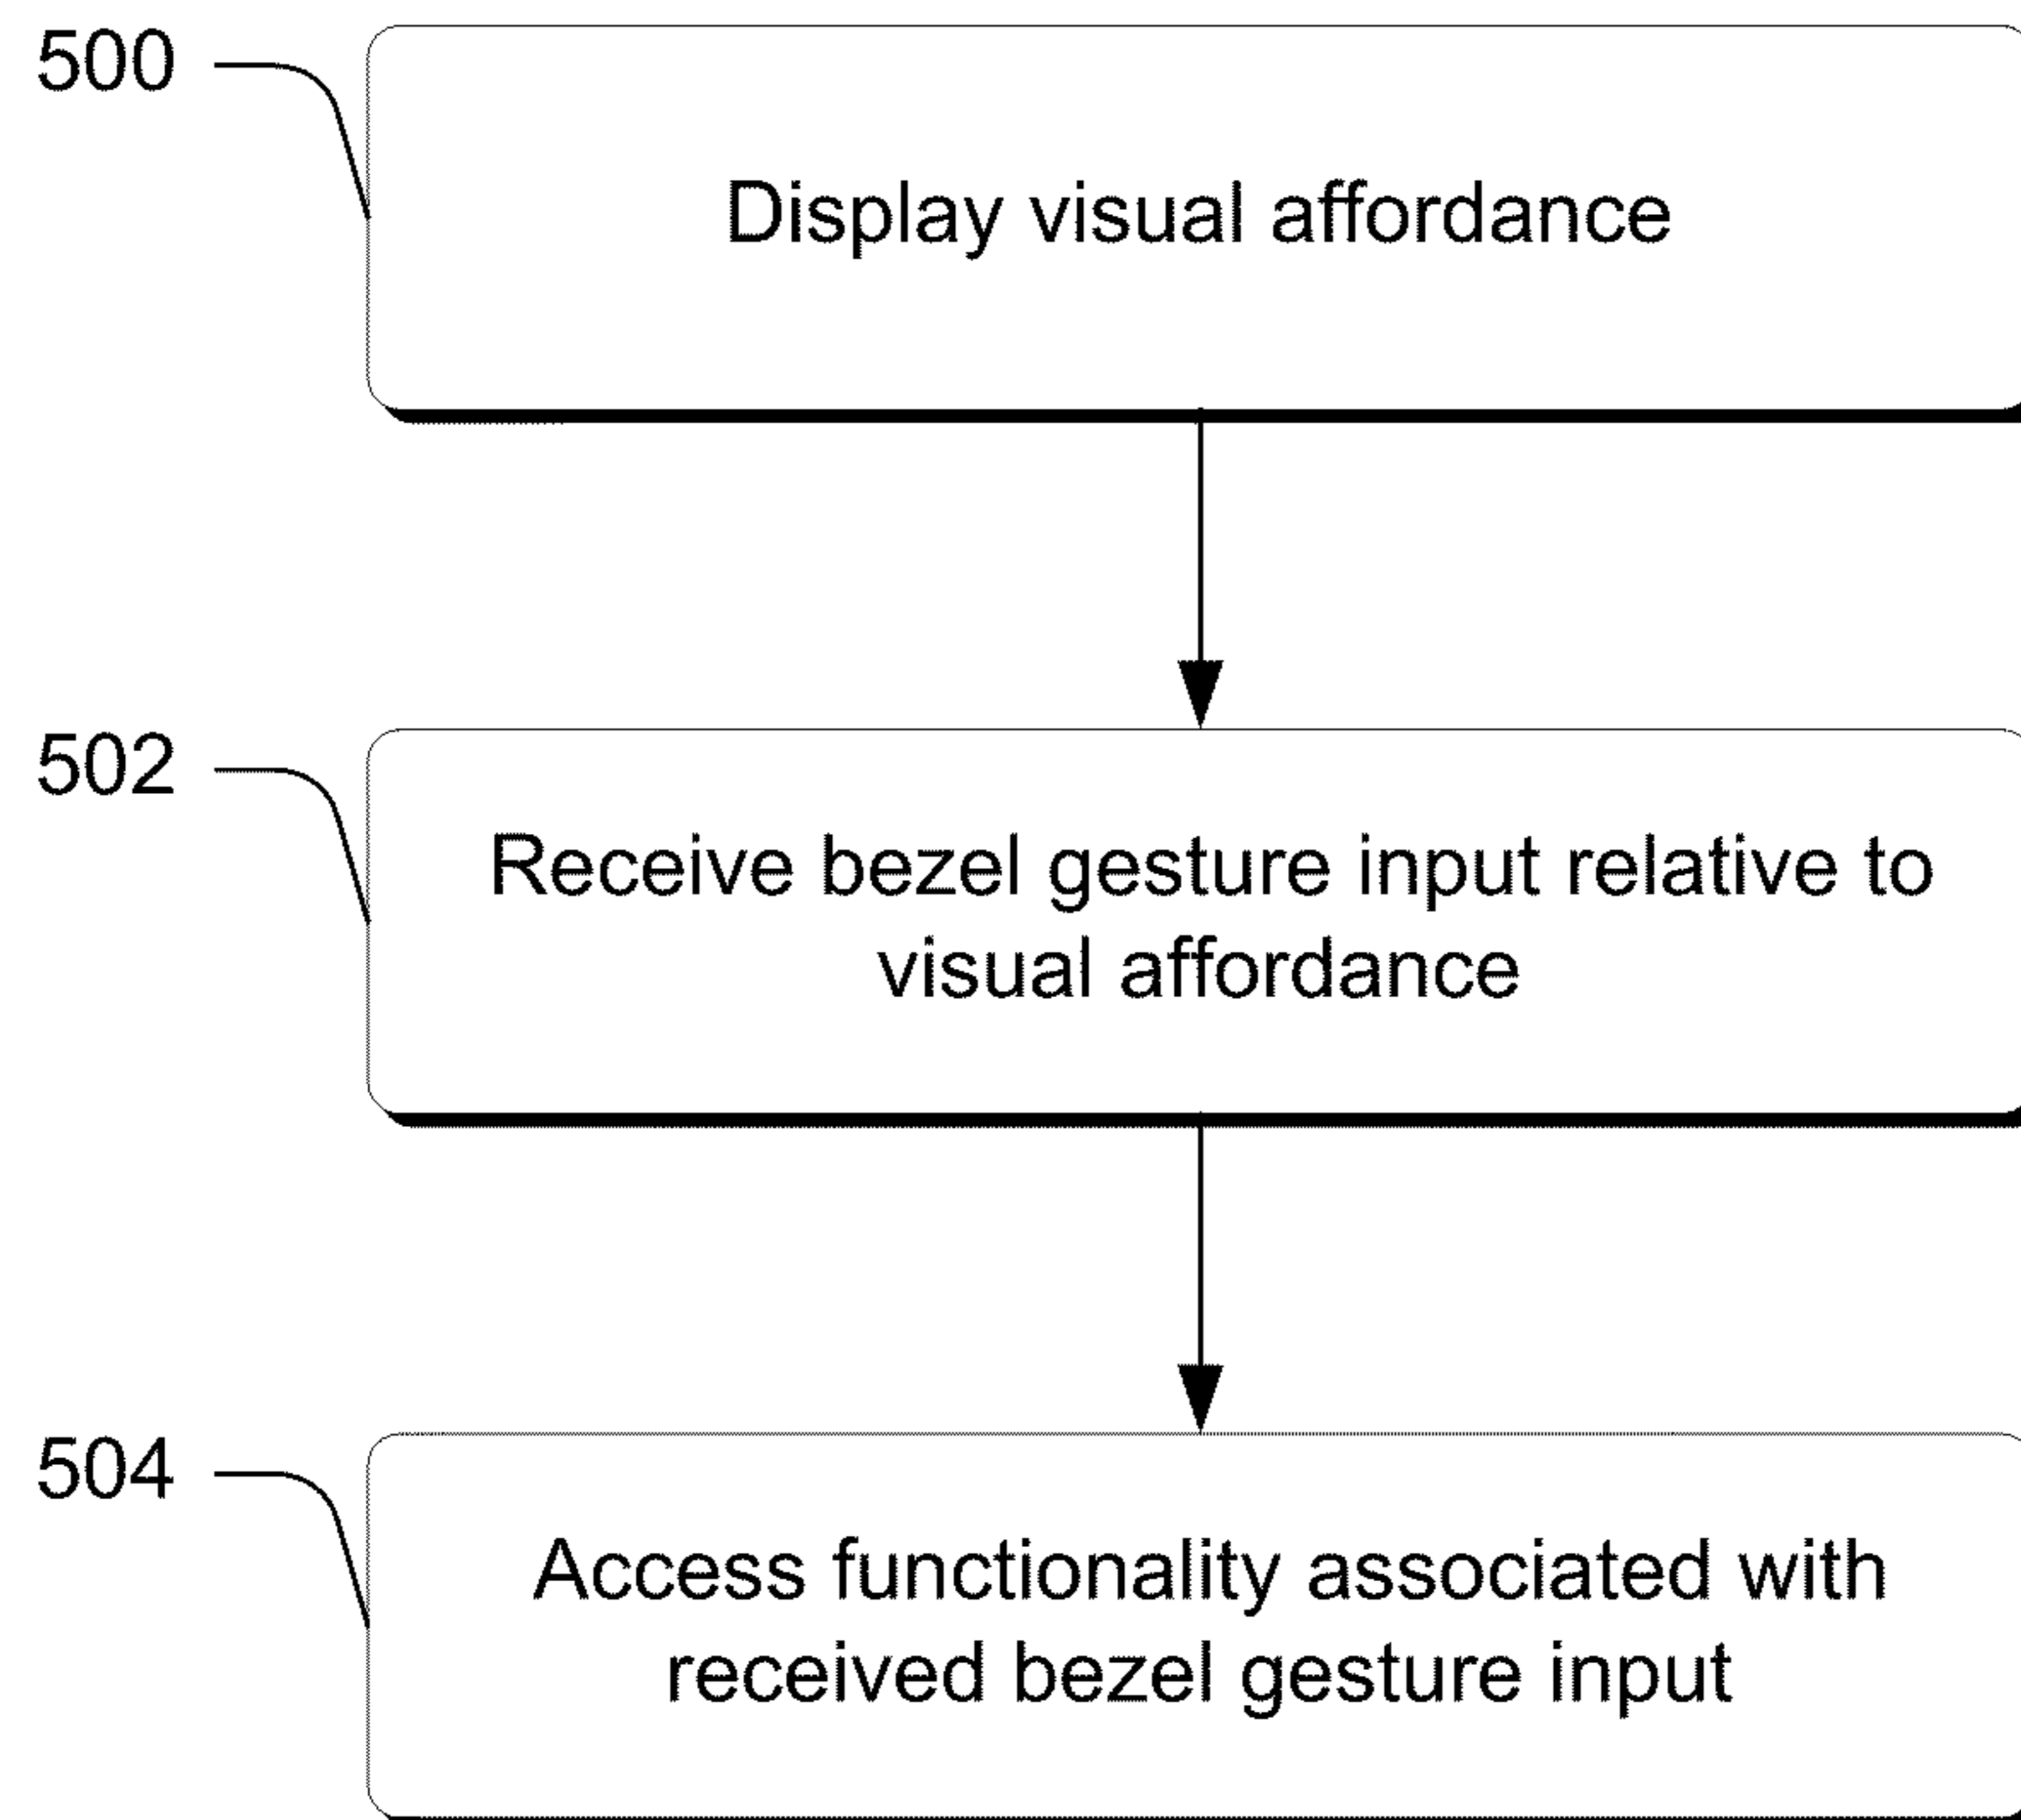 500
Display visual affordance
502
Receive bezel gesture input relative to
visual affordance
504
Access functionality associated with
received bezel gesture input